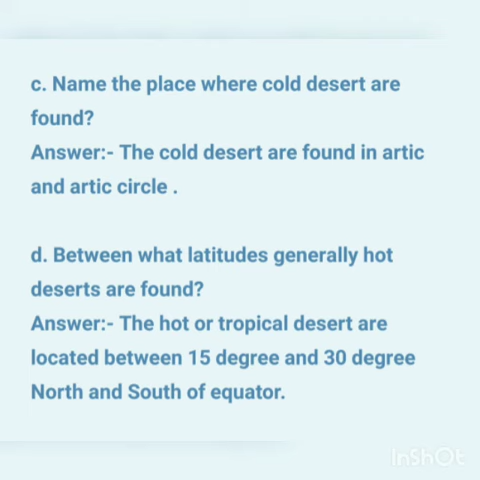 c. Name the place where cold desert are
found?
Answer:- The cold desert are found in artic
and artic circle .
d. Between what latitudes generally hot
deserts are found?
Answer:- The hot or tropical desert are
located between 15 degree and 30 degree
North and South of equator.
InShOt